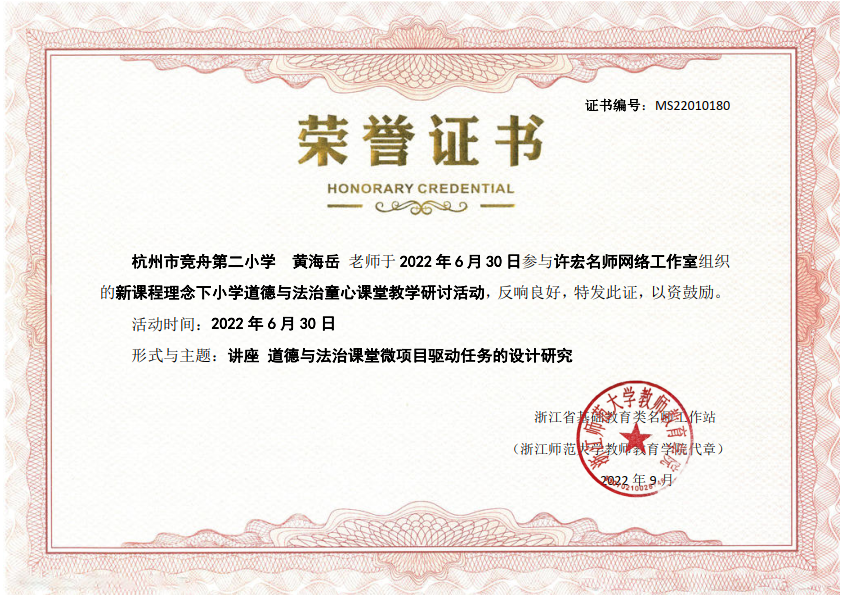 证书编号：MS22010180
荣誉证书
HONORARY CREDENTIAL
杭州市竞舟第二小学 黄海岳 老师于 2022 年 6 月 30 日参与许宏名师网络工作室组织
的新课程理念下小学道德与法治童心课堂教学研讨活动，反响良好，特发此证，以资鼓励。
活动时间：2022 年 6 月 30 日
形式与主题：讲座 道德与法治课堂微项目驱动任务的设计研究
浙江省基础教育类名师工作站
（浙江师范大学教师教育学院代章）
2022 年 9 月
浙江师范大学教师教育学院